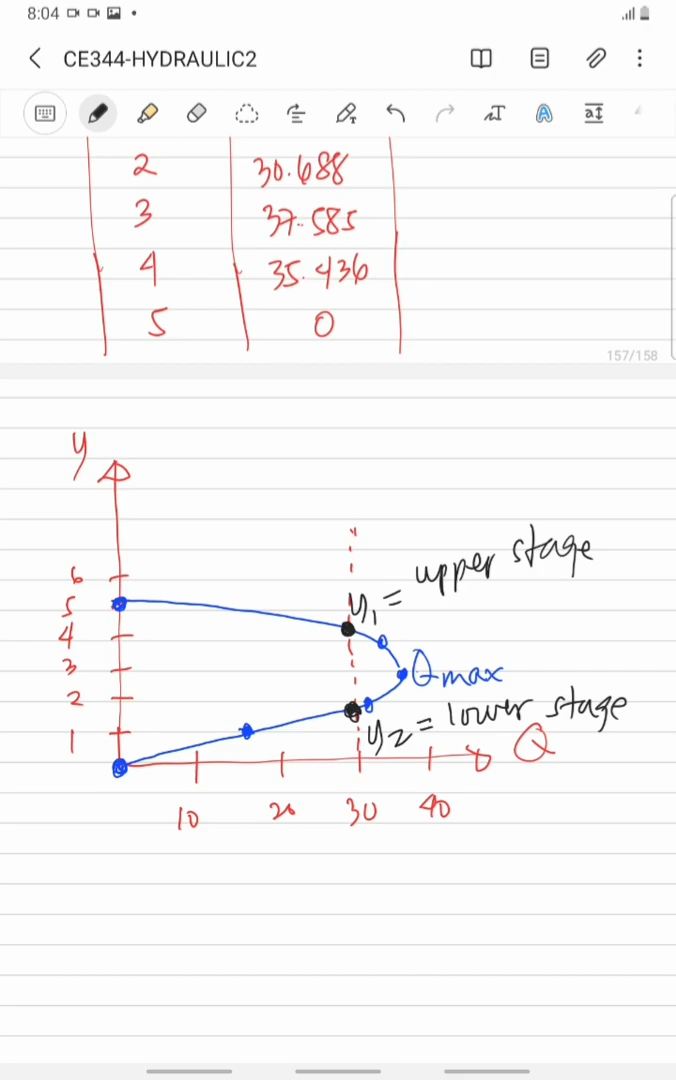 8:04
CE344-HYDRAULIC2
2 30.688
3 37.585
4 35.436
5 0
157/158
y
6
5
4
3
2
1
y₁ = upper stage
Qmax
y₂ = lower stage
Q
10 20 30 40